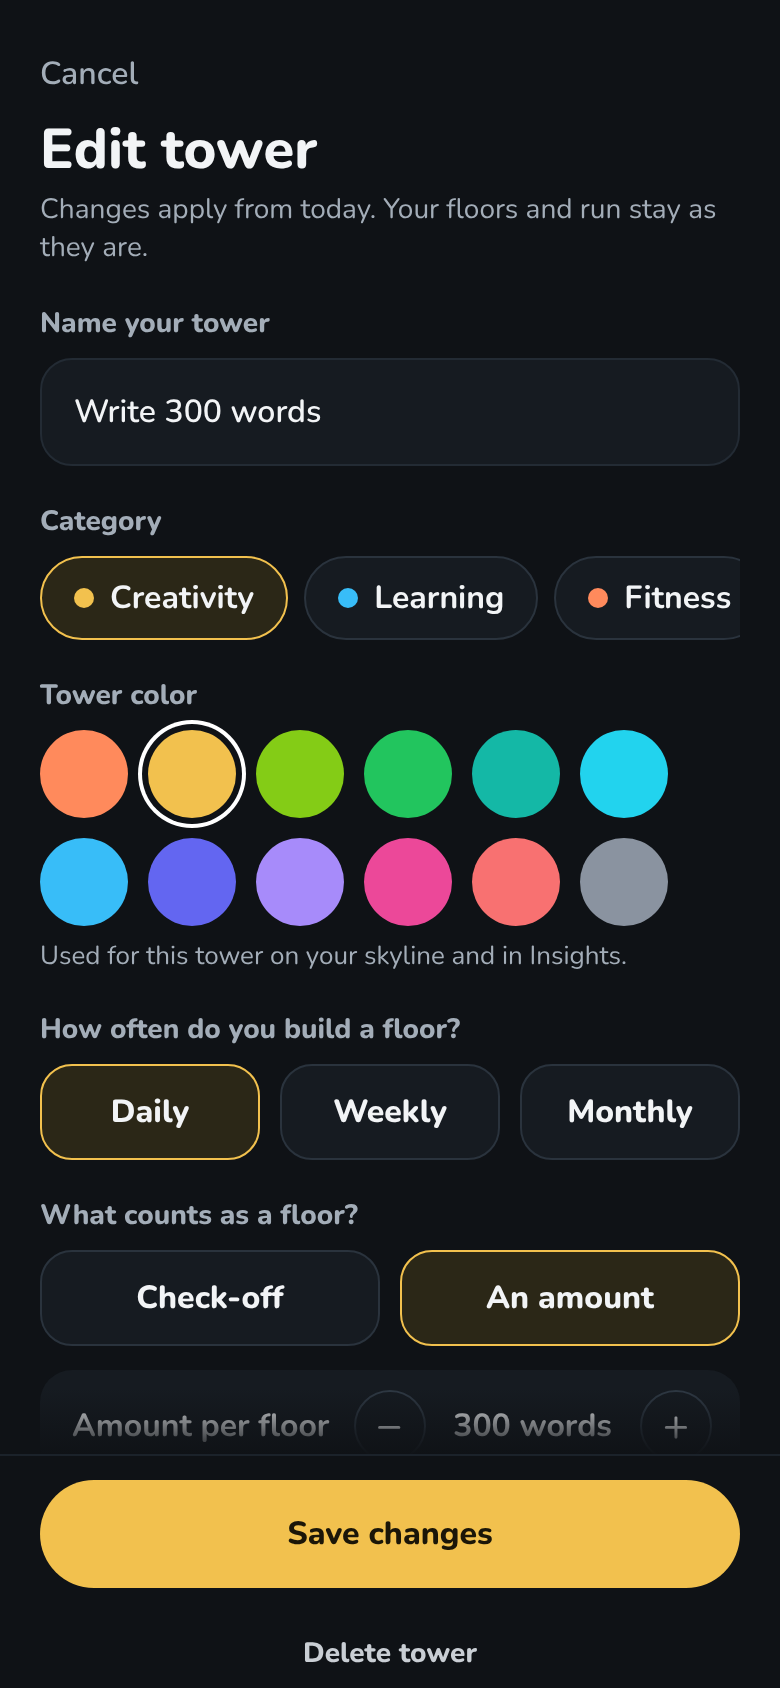 Cancel
Edit tower
Changes apply from today. Your floors and run stay as
they are.
Name your tower
Write 300 words
Category
Creativity
Learning
Fitness
Tower color
Used for this tower on your skyline and in Insights.
How often do you build a floor?
Daily
Weekly
Monthly
What counts as a floor?
Check-off
An amount
Amount per floor − 300 words +
Save changes
Delete tower